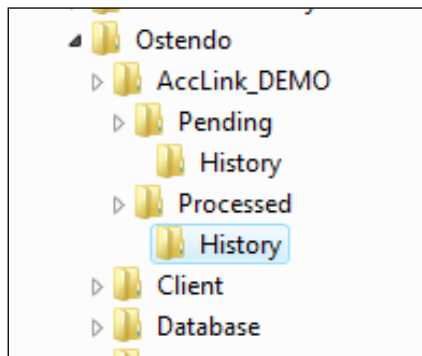 Ostendo
AccLink_DEMO
Pending
History
Processed
History
Client
Database